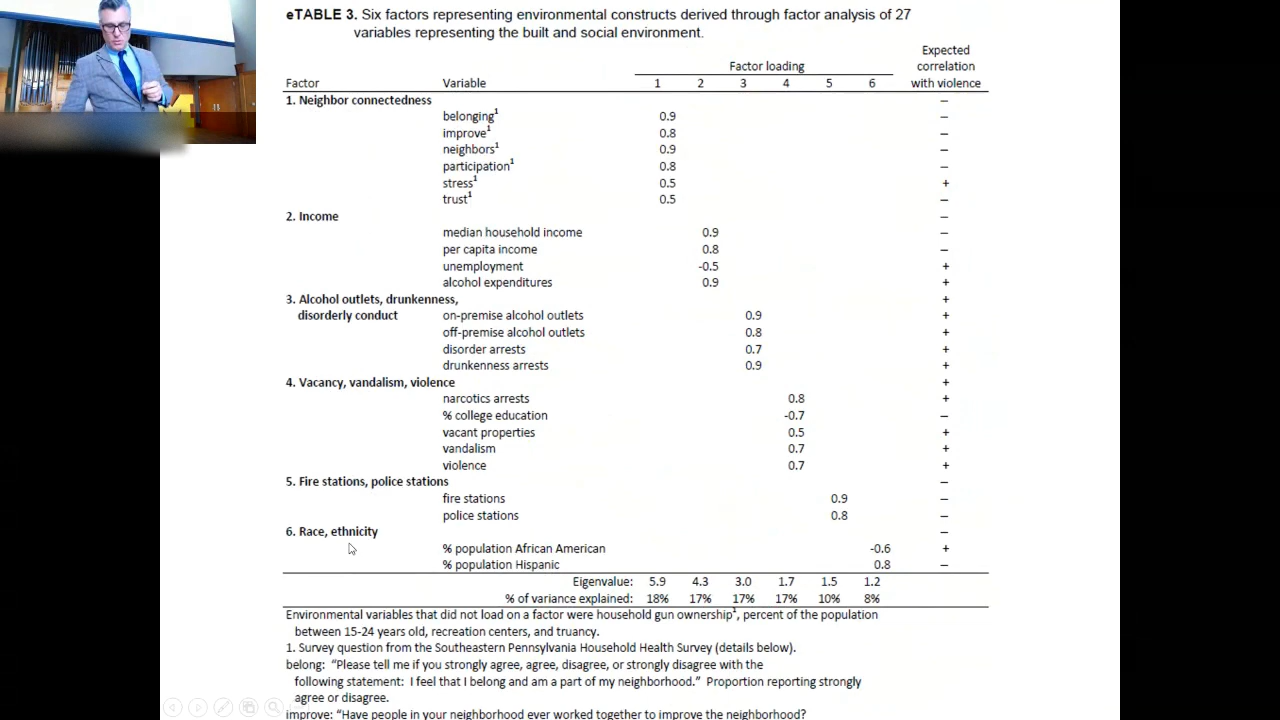 eTABLE 3. Six factors representing environmental constructs derived through factor analysis of 27
variables representing the built and social environment.
Expected
Factor loading correlation
Factor Variable 1 2 3 4 5 6 with violence
1. Neighbor connectedness –
belonging¹ 0.9 –
improve¹ 0.8 –
neighbors¹ 0.9 –
participation¹ 0.8 –
stress¹ 0.5 +
trust¹ 0.5 –
2. Income –
median household income 0.9 –
per capita income 0.8 –
unemployment -0.5 +
alcohol expenditures 0.9 +
3. Alcohol outlets, drunkenness, +
disorderly conduct on-premise alcohol outlets 0.9 +
off-premise alcohol outlets 0.8 +
disorder arrests 0.7 +
drunkenness arrests 0.9 +
4. Vacancy, vandalism, violence +
narcotics arrests 0.8 +
% college education -0.7 –
vacant properties 0.5 +
vandalism 0.7 +
violence 0.7 +
5. Fire stations, police stations –
fire stations 0.9 –
police stations 0.8 –
6. Race, ethnicity –
% population African American -0.6 +
% population Hispanic 0.8 –
Eigenvalue: 5.9 4.3 3.0 1.7 1.5 1.2
% of variance explained: 18% 17% 17% 17% 10% 8%
Environmental variables that did not load on a factor were household gun ownership¹, percent of the population
between 15-24 years old, recreation centers, and truancy.
1. Survey question from the Southeastern Pennsylvania Household Health Survey (details below).
belong: “Please tell me if you strongly agree, agree, disagree, or strongly disagree with the
following statement: I feel that I belong and am a part of my neighborhood.” Proportion reporting strongly
agree or disagree.
improve: “Have people in your neighborhood ever worked together to improve the neighborhood?